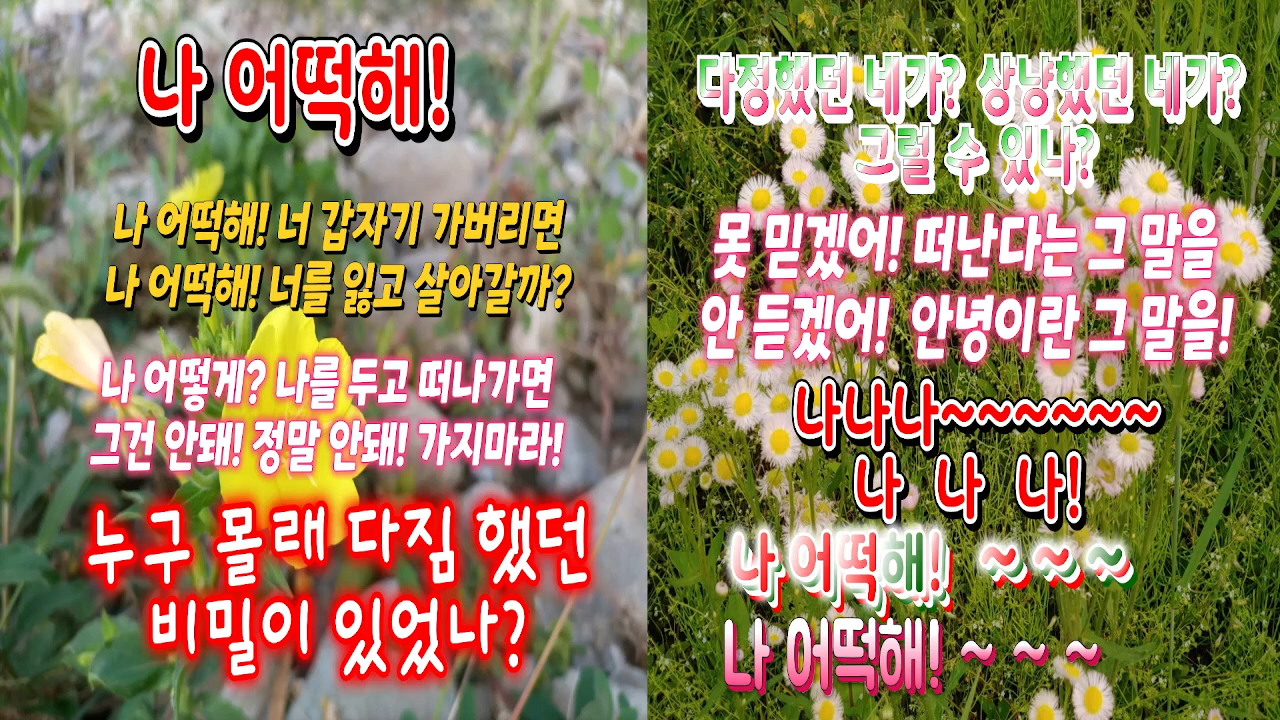 나 어떡해!
나 어떡해! 너 갑자기 가버리면
나 어떡해! 너를 잃고 살아갈까?
나 어떻게? 나를 두고 떠나가면
그건 안돼! 정말 안돼! 가지마라!
누구 몰래 다짐 했던
비밀이 있었나?
다정했던 네가? 상냥했던 네가?
그럴 수 있나?
못 믿겠어! 떠난다는 그 말을
안 듣겠어! 안녕이란 그 말을!
나나나~~~~~~
나 나 나!
나 어떡해! ~ ~ ~
나 어떡해! ~ ~ ~